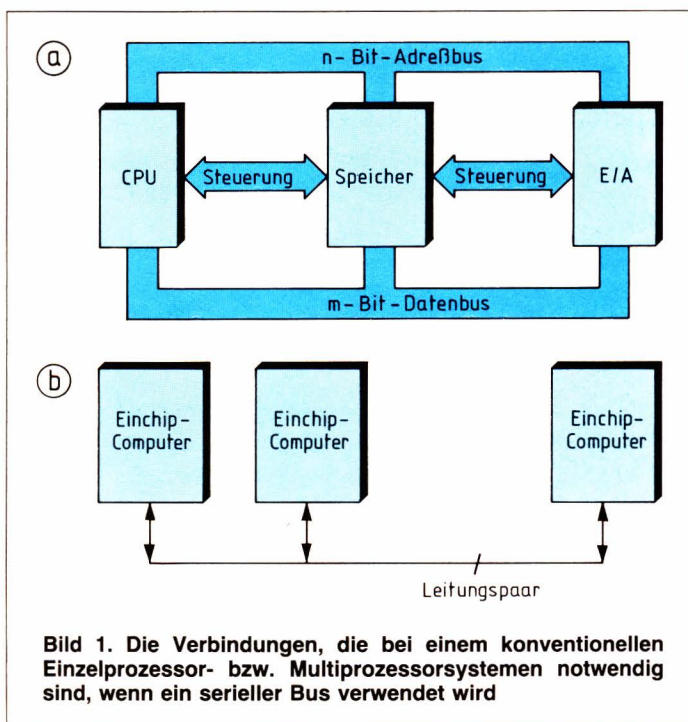 a
n-Bit-Adreßbus
CPU
Steuerung
Speicher
Steuerung
E/A
m-Bit-Datenbus
b
Einchip-
Computer
Einchip-
Computer
Einchip-
Computer
Leitungspaar
Bild 1. Die Verbindungen, die bei einem konventionellen
Einzelprozessor- bzw. Multiprozessorsystemen notwendig
sind, wenn ein serieller Bus verwendet wird